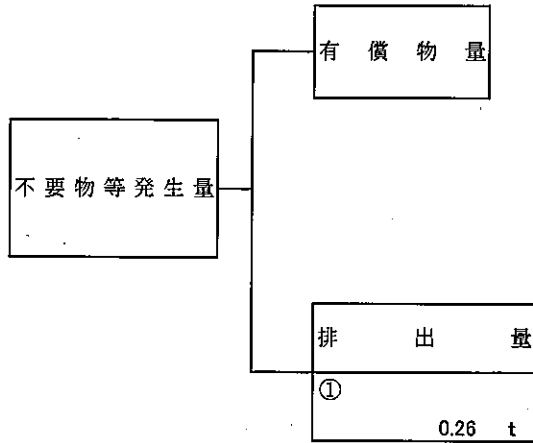 有償物量
不要物等発生量
排出量
①
0.26 t